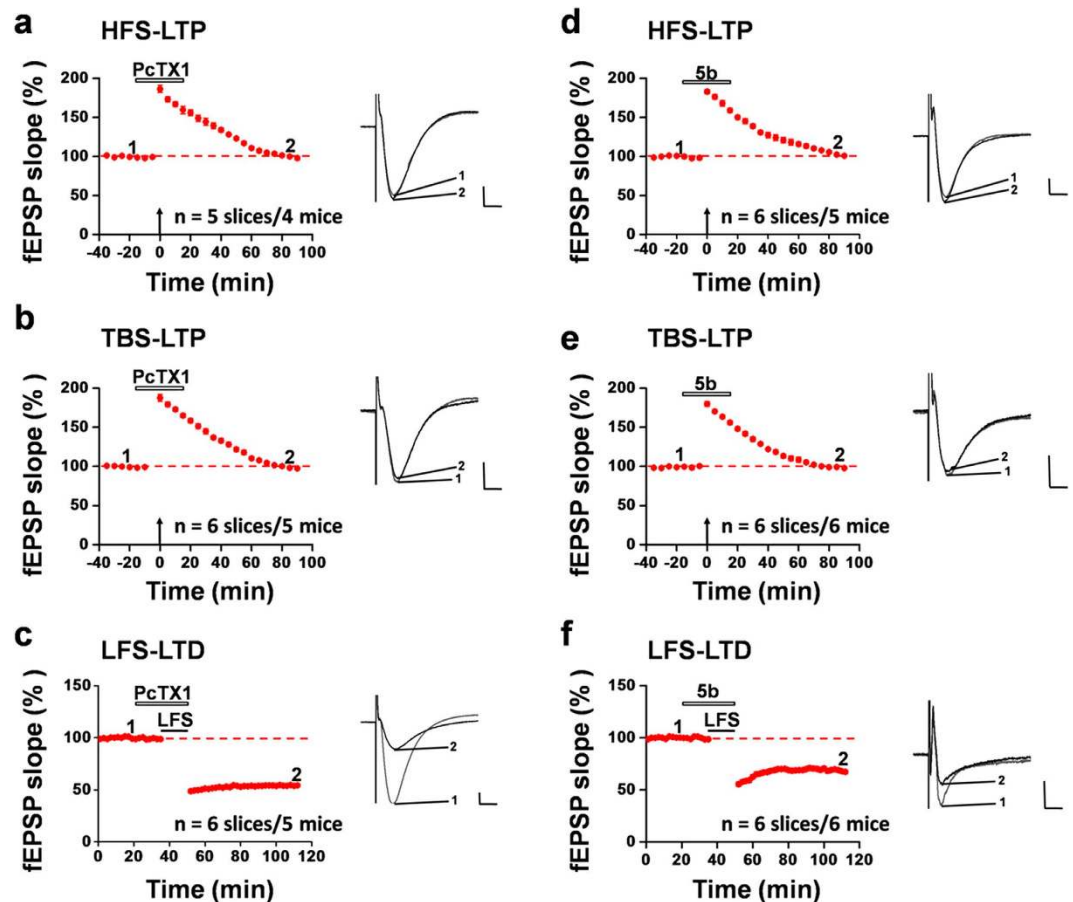 a
HFS-LTP
PcTX1
fEPSP slope (%)
200
150
100
50
0
1
2
n = 5 slices/4 mice
-40 -20 0 20 40 60 80 100
Time (min)
1
2
d
HFS-LTP
5b
fEPSP slope (%)
200
150
100
50
0
1
2
n = 6 slices/5 mice
-40 -20 0 20 40 60 80 100
Time (min)
1
2
b
TBS-LTP
PcTX1
fEPSP slope (%)
200
150
100
50
0
1
2
n = 6 slices/5 mice
-40 -20 0 20 40 60 80 100
Time (min)
2
1
e
TBS-LTP
5b
fEPSP slope (%)
200
150
100
50
0
1
2
n = 6 slices/6 mice
-40 -20 0 20 40 60 80 100
Time (min)
2
1
c
LFS-LTD
PcTX1
LFS
fEPSP slope (%)
150
100
50
0
1
2
n = 6 slices/5 mice
0 20 40 60 80 100 120
Time (min)
2
1
f
LFS-LTD
5b
LFS
fEPSP slope (%)
150
100
50
0
1
2
n = 6 slices/6 mice
0 20 40 60 80 100 120
Time (min)
2
1